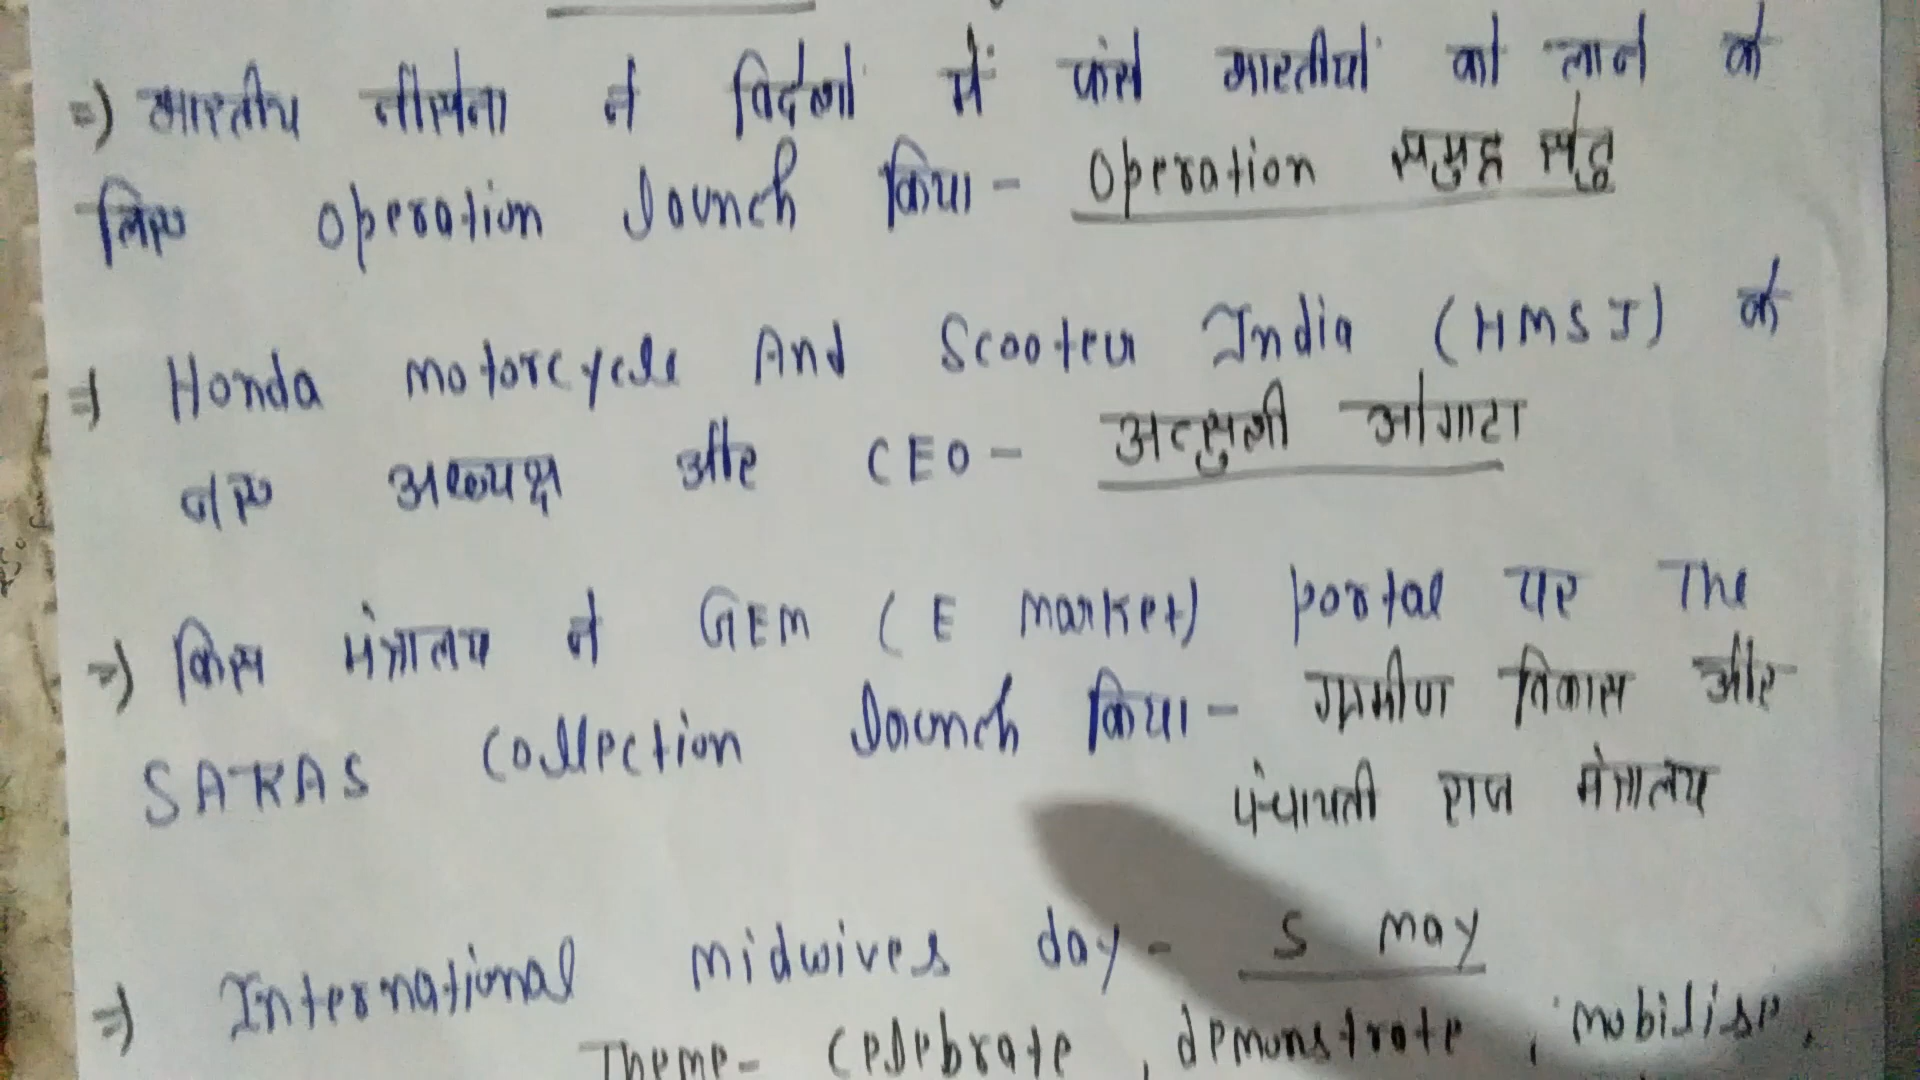 => भारतीय नौसेना ने विदेशों में फंसे भारतीयों को लाने के
लिए Operation Launch किया - Operation समुद्र सेतु
=> Honda Motorcycle And Scooter India (HMSI) के
नए अध्यक्ष और CEO - अत्सुशी ओगाटा
=> किस मंत्रालय ने GEM (E Market) Portal पर The
SARAS Collection Launch किया - ग्रामीण विकास और
पंचायती राज मंत्रालय
=> International Midwives day - 5 May
Theme - Celebrate, demonstrate, mobilise,